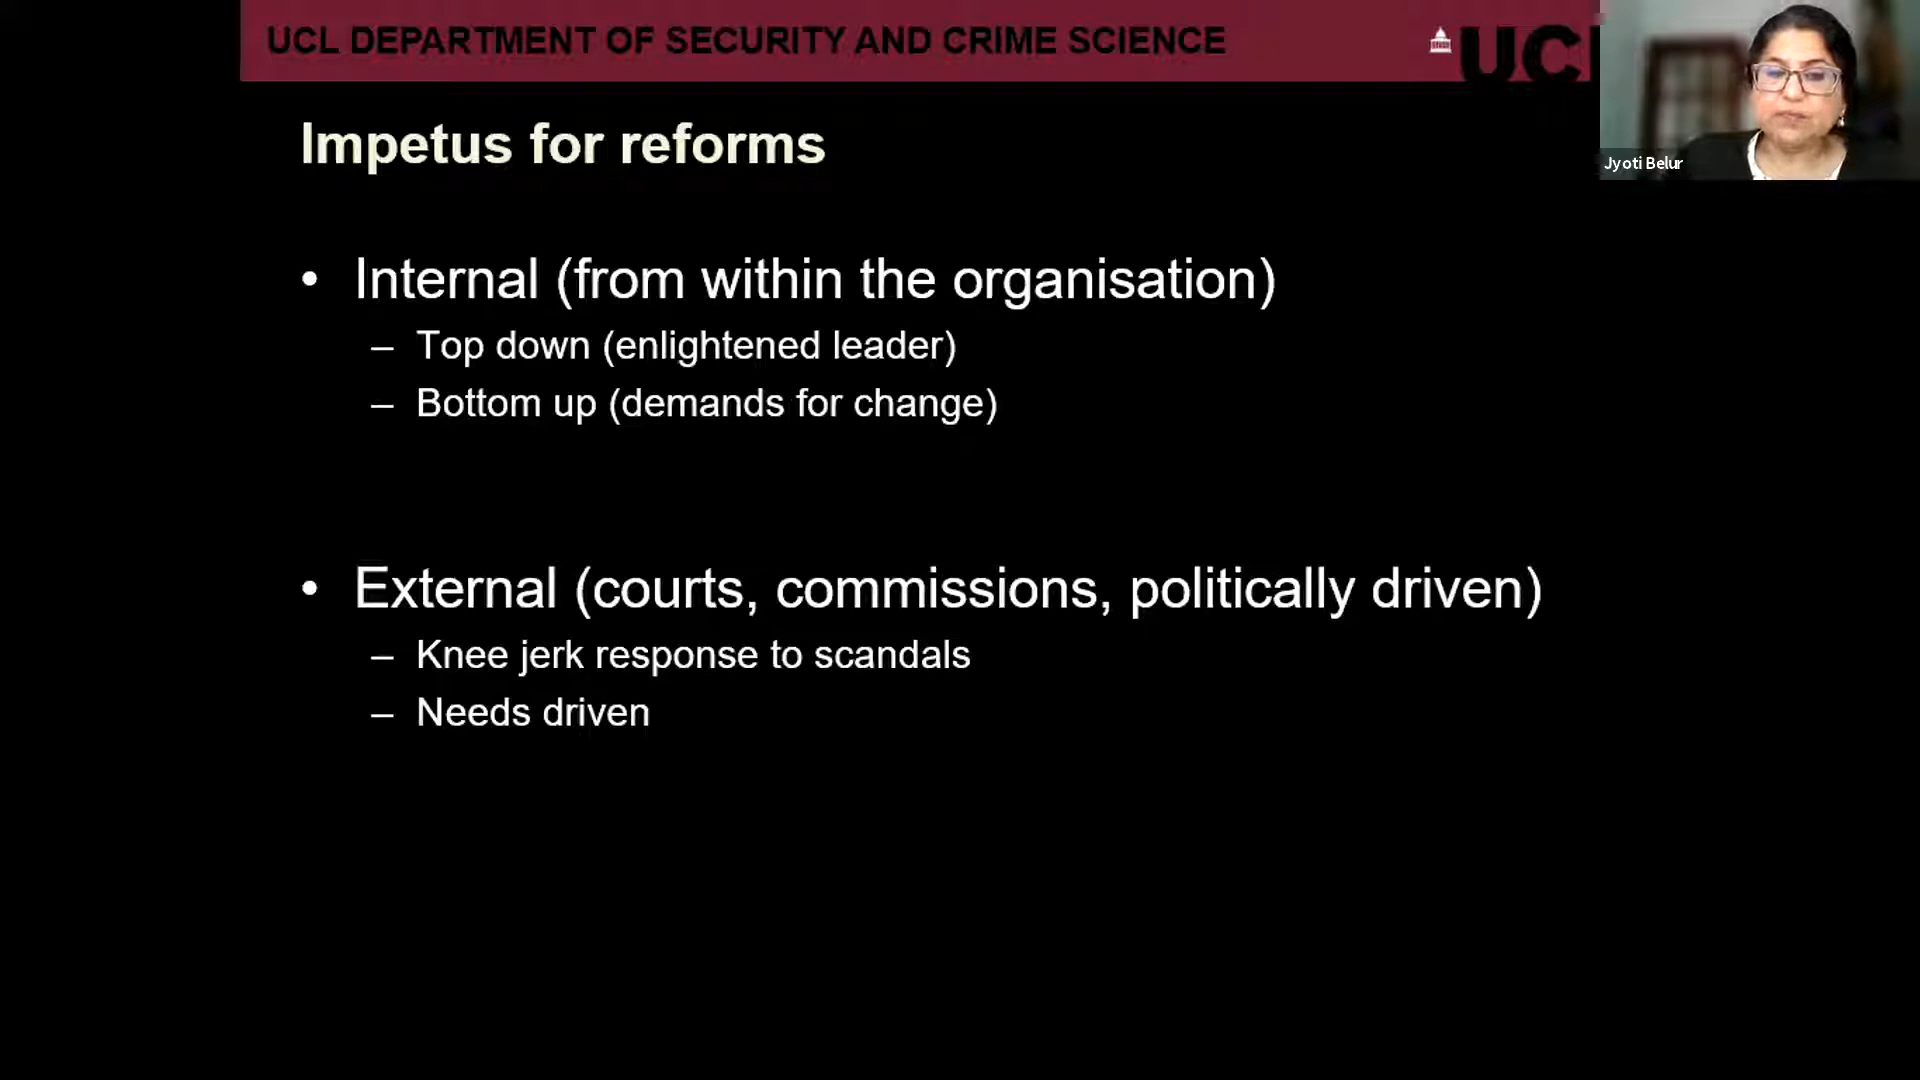 UCL DEPARTMENT OF SECURITY AND CRIME SCIENCE
UCL
Jyoti Belur
Impetus for reforms
• Internal (from within the organisation)
– Top down (enlightened leader)
– Bottom up (demands for change)
• External (courts, commissions, politically driven)
– Knee jerk response to scandals
– Needs driven